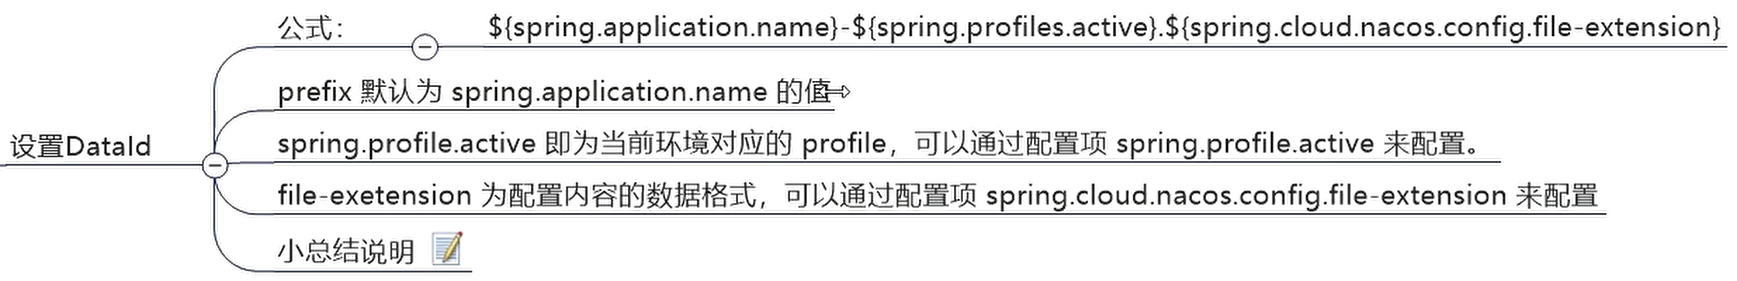 公式：
${spring.application.name}-${spring.profiles.active}.${spring.cloud.nacos.config.file-extension}
prefix 默认为 spring.application.name 的值
设置DataId
spring.profile.active 即为当前环境对应的 profile，可以通过配置项 spring.profile.active 来配置。
file-exetension 为配置内容的数据格式，可以通过配置项 spring.cloud.nacos.config.file-extension 来配置
小总结说明